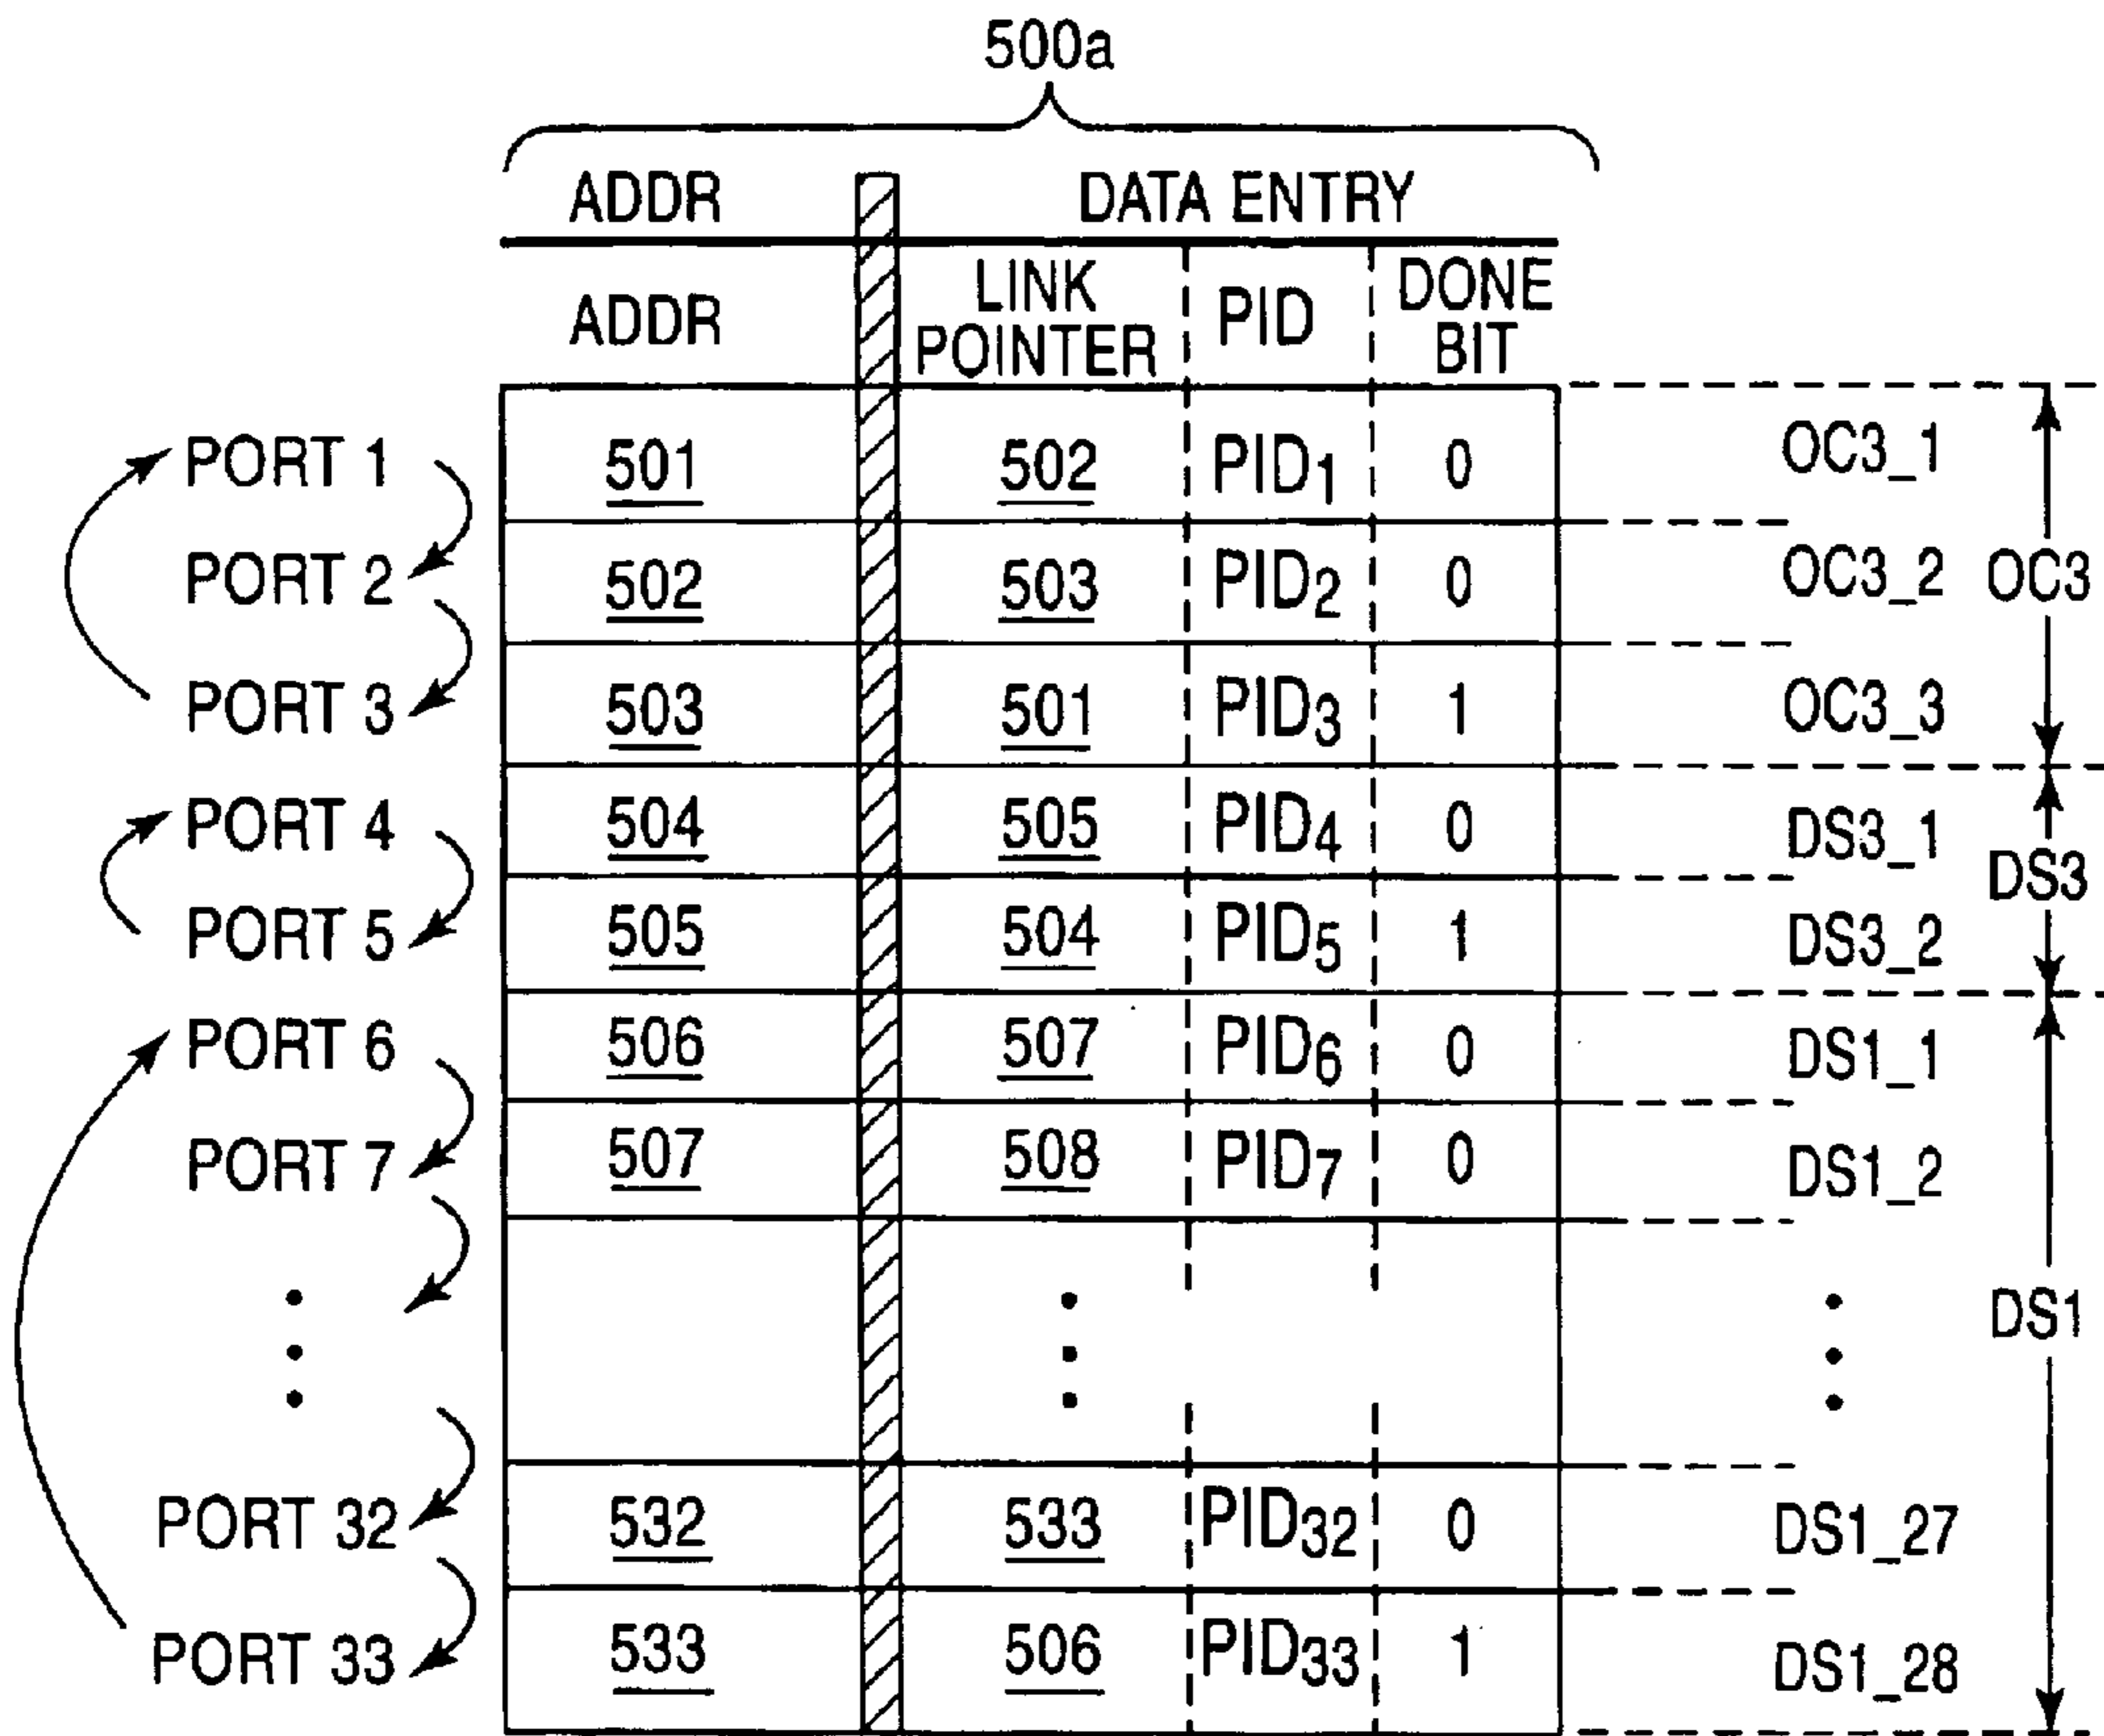 500a
ADDR DATA ENTRY
ADDR LINK POINTER PID DONE BIT
PORT 1 501 502 PID1 0 OC3_1
PORT 2 502 503 PID2 0 OC3_2 OC3
PORT 3 503 501 PID3 1 OC3_3
PORT 4 504 505 PID4 0 DS3_1
DS3
PORT 5 505 504 PID5 1 DS3_2
PORT 6 506 507 PID6 0 DS1_1
PORT 7 507 508 PID7 0 DS1_2
DS1
PORT 32 532 533 PID32 0 DS1_27
PORT 33 533 506 PID33 1 DS1_28